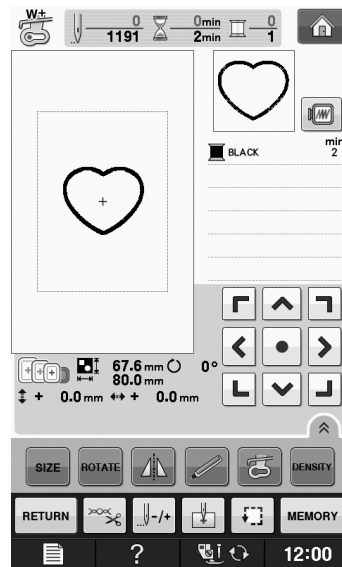 W+
0 0min 0
1191 2min 1
min
BLACK 2
67.6 mm 0°
80.0 mm
+ 0.0 mm + 0.0 mm
SIZE ROTATE DENSITY
RETURN -/+ MEMORY
? 12:00